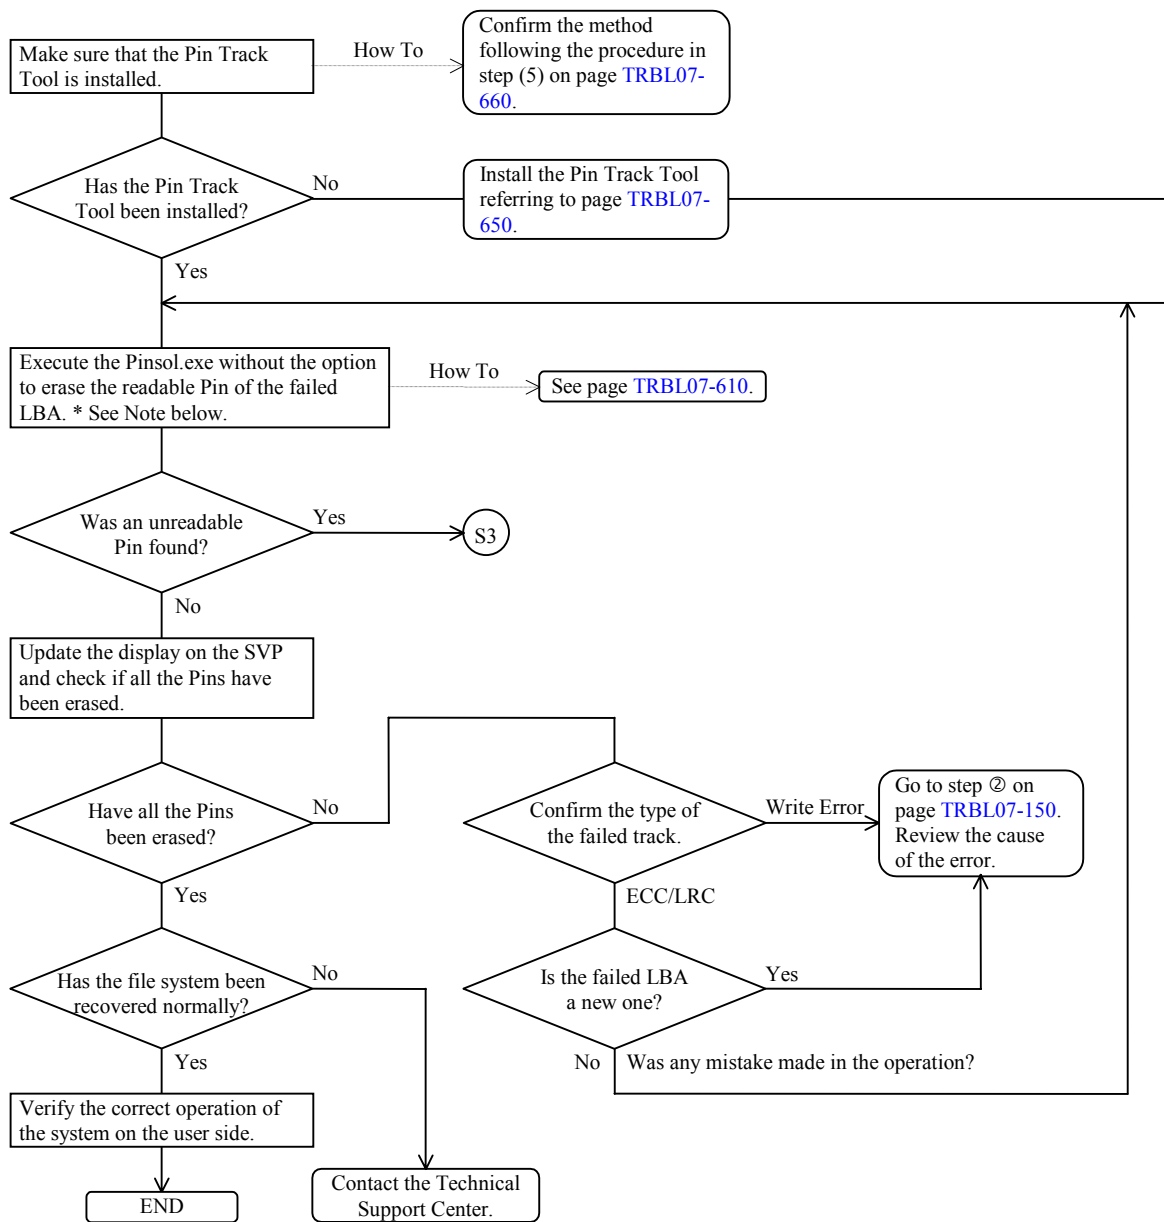 Make sure that the Pin Track
Tool is installed.
How To
Confirm the method
following the procedure in
step (5) on page TRBL07-
660.
Has the Pin Track
Tool been installed?
No
Install the Pin Track Tool
referring to page TRBL07-
650.
Yes
Execute the Pinsol.exe without the option
to erase the readable Pin of the failed
LBA. * See Note below.
How To
See page TRBL07-610.
Was an unreadable
Pin found?
Yes
S3
No
Update the display on the SVP
and check if all the Pins have
been erased.
Have all the Pins
been erased?
No
Confirm the type of
the failed track.
Write Error
Go to step ② on
page TRBL07-150.
Review the cause
of the error.
Yes
ECC/LRC
Has the file system been
recovered normally?
No
Is the failed LBA
a new one?
Yes
Yes
No
Was any mistake made in the operation?
Verify the correct operation of
the system on the user side.
END
Contact the Technical
Support Center.